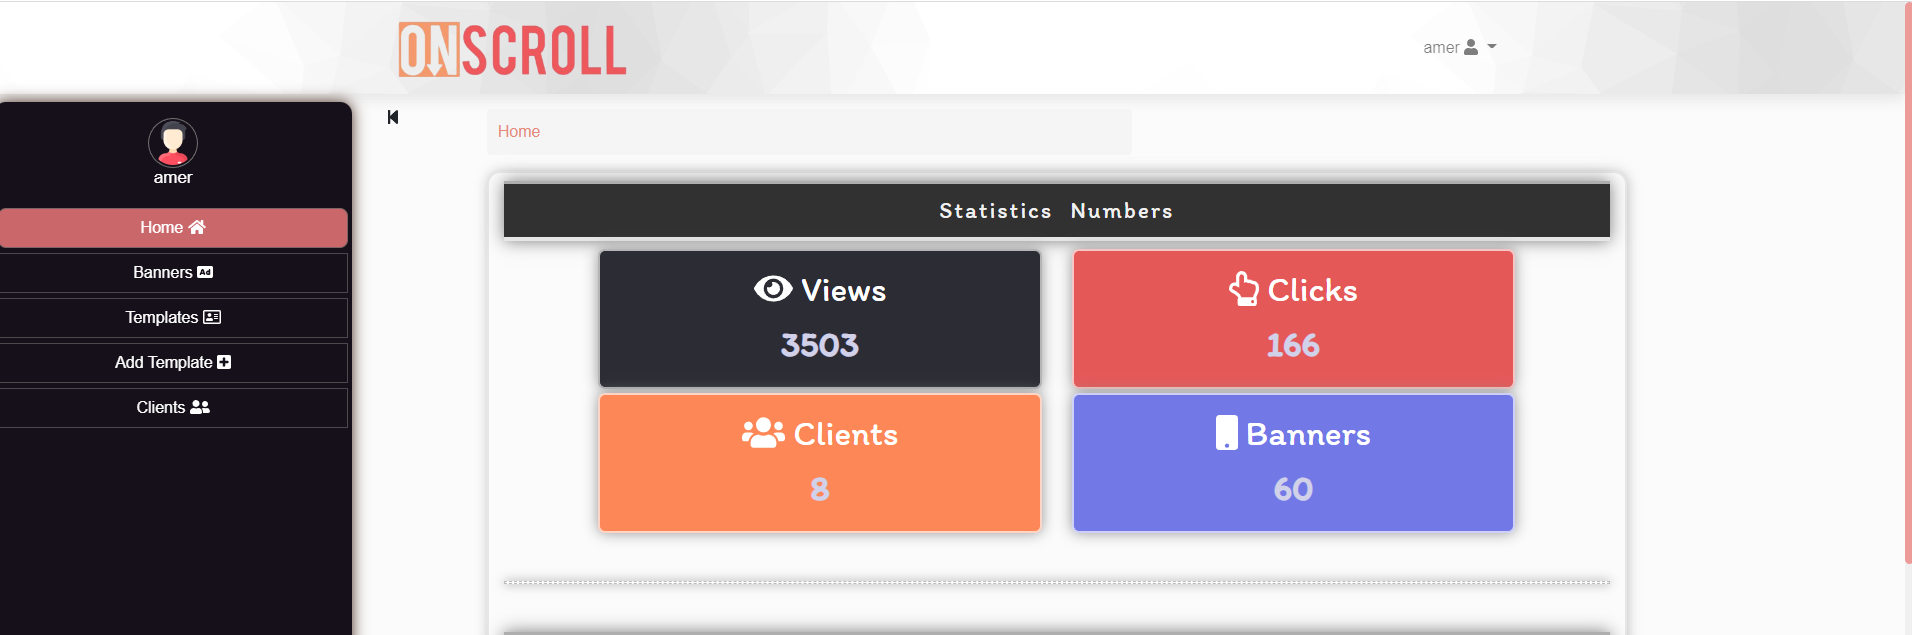 ONSCROLL
amer
amer
Home
Banners
Templates
Add Template
Clients
Home
Statistics Numbers
Views
3503
Clicks
166
Clients
8
Banners
60